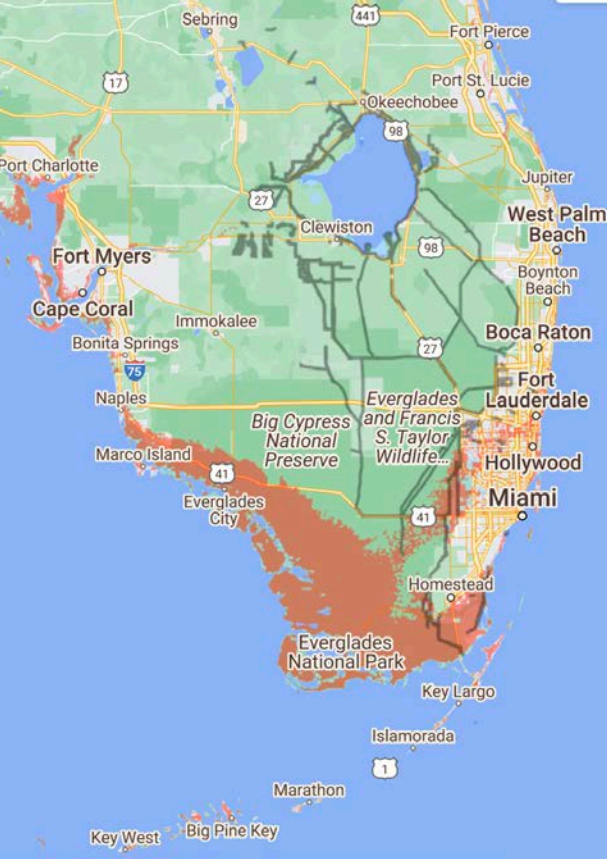 Sebring
441
Fort Pierce
17
Port St. Lucie
Okeechobee
98
Port Charlotte
Jupiter
27
West Palm
Beach
Clewiston
98
Fort Myers
Boynton
Beach
Cape Coral
Immokalee
Boca Raton
Bonita Springs
27
75
Fort
Lauderdale
Naples
Everglades
and Francis
S. Taylor
Wildlife...
Big Cypress
National
Preserve
Marco Island
Hollywood
41
Everglades
City
Miami
41
Homestead
Everglades
National Park
Key Largo
Islamorada
1
Marathon
Big Pine Key
Key West